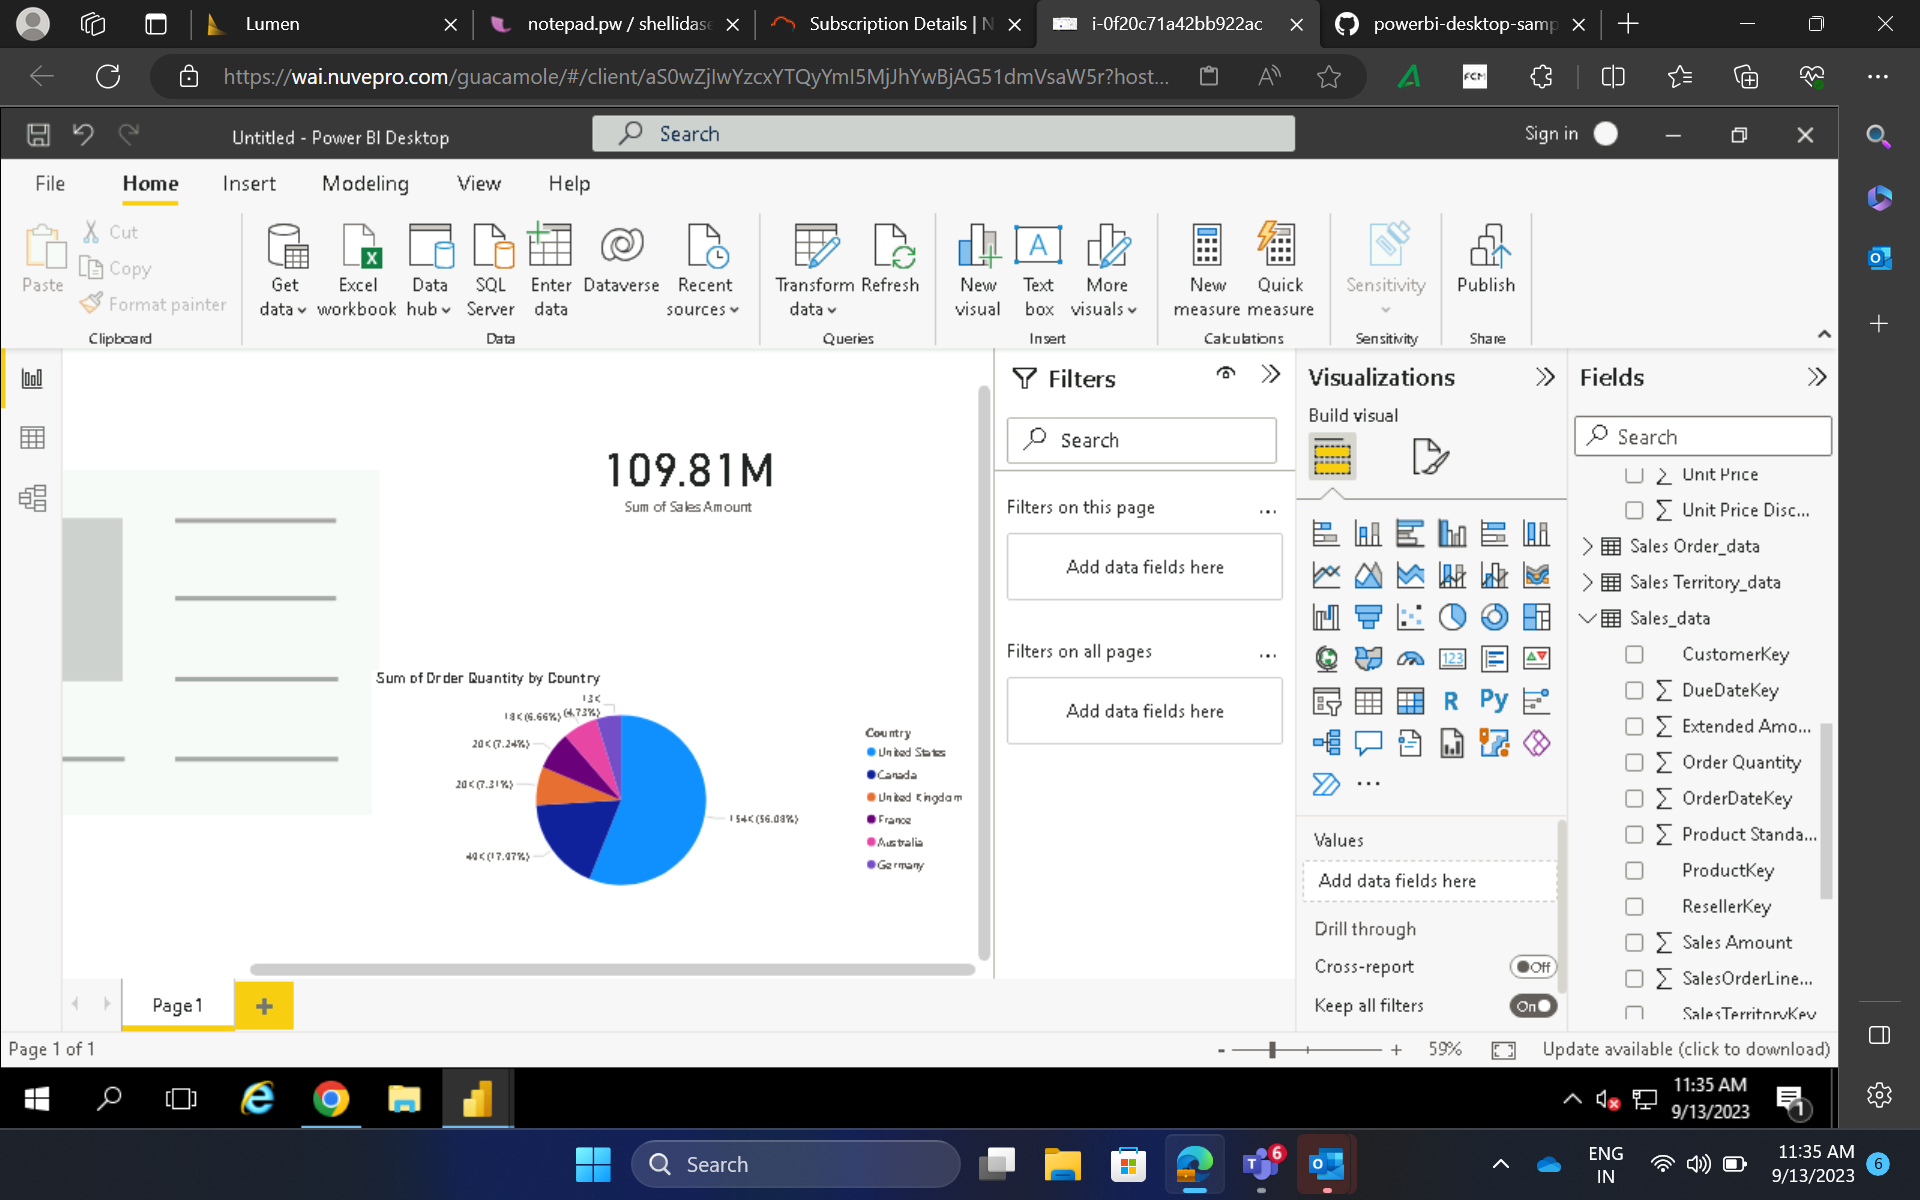 Lumen
notepad.pw / shellidase
Subscription Details | N
i-0f20c71a42bb922ac
powerbi-desktop-samp
https://wai.nuvepro.com/guacamole/#/client/aS0wZjIwYzcxYTQyYmI5MjJhYwBjAG51dmVsaW5r?host...
Untitled - Power BI Desktop
Search
Sign in
File Home Insert Modeling View Help
Paste
Cut
Copy
Format painter
Clipboard
Get data
Excel workbook
Data hub
SQL Server
Enter data
Dataverse
Recent sources
Data
Transform data
Refresh
Queries
New visual
Text box
More visuals
Insert
New measure
Quick measure
Calculations
Sensitivity
Sensitivity
Publish
Share
109.81M
Sum of Sales Amount
Sum of Order Quantity by Country
13K (4.73%)
18K (6.66%)
20K (7.24%)
20K (7.31%)
154K (56.08%)
Country
United States
Canada
United Kingdom
France
Australia
Germany
Filters
Search
Filters on this page
...
Add data fields here
Filters on all pages
...
Add data fields here
Visualizations
Build visual
123
R
Py
...
Values
Add data fields here
Drill through
Cross-report
Off
Keep all filters
On
Fields
Search
Unit Price
Unit Price Disc...
Sales Order_data
Sales Territory_data
Sales_data
CustomerKey
DueDateKey
Extended Amo...
Order Quantity
OrderDateKey
Product Standa...
ProductKey
ResellerKey
Sales Amount
SalesOrderLine...
SalesTerritoryKey
Page 1
Page 1 of 1
59%
Update available (click to download)
11:35 AM
9/13/2023
1
Search
6
ENG
IN
11:35 AM
9/13/2023
6